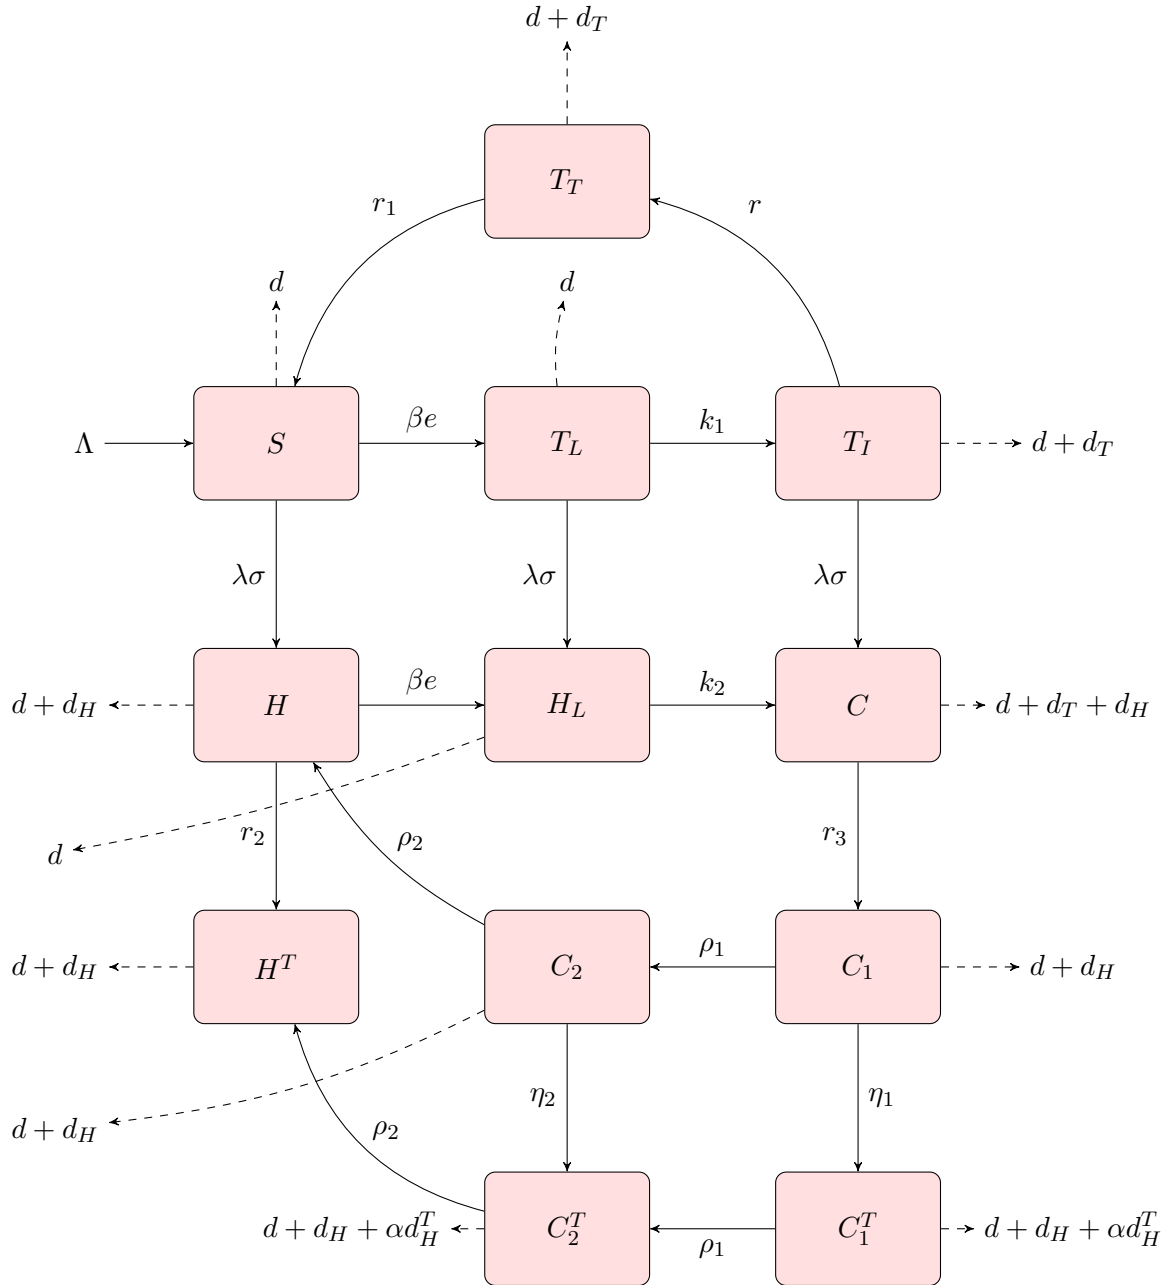 d + d_T
T_T
r_1
r
d
d
Λ
S
βe
T_L
k_1
T_I
d + d_T
λσ
λσ
λσ
d + d_H
H
βe
H_L
k_2
C
d + d_T + d_H
d
r_2
ρ_2
r_3
d + d_H
H^T
C_2
ρ_1
C_1
d + d_H
d + d_H
ρ_2
η_2
η_1
d + d_H + αd_H^T
C_2^T
ρ_1
C_1^T
d + d_H + αd_H^T